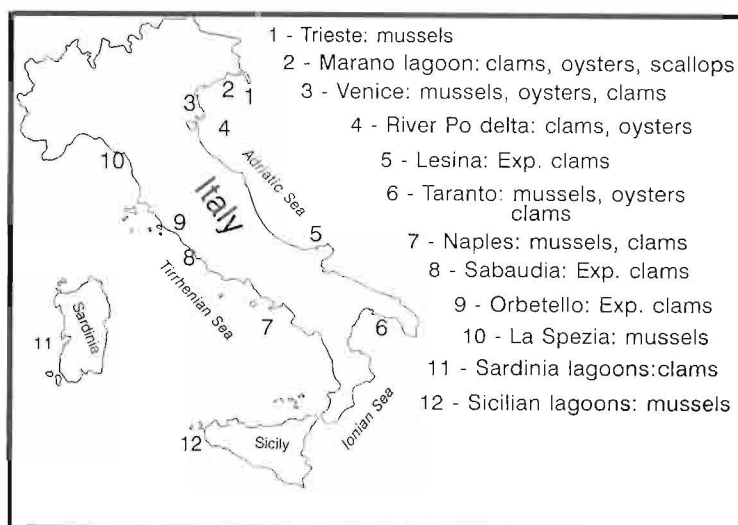 1 - Trieste: mussels
2 - Marano lagoon: clams, oysters, scallops
3 - Venice: mussels, oysters, clams
4 - River Po delta: clams, oysters
5 - Lesina: Exp. clams
6 - Taranto: mussels, oysters
clams
7 - Naples: mussels, clams
8 - Sabaudia: Exp. clams
9 - Orbetello: Exp. clams
10 - La Spezia: mussels
11 - Sardinia lagoons:clams
12 - Sicilian lagoons: mussels
2
1
3
4
10
Adriatic Sea
Italy
9
5
8
Tirrhenian Sea
Sardinia
7
6
11
Ionian Sea
12
Sicily